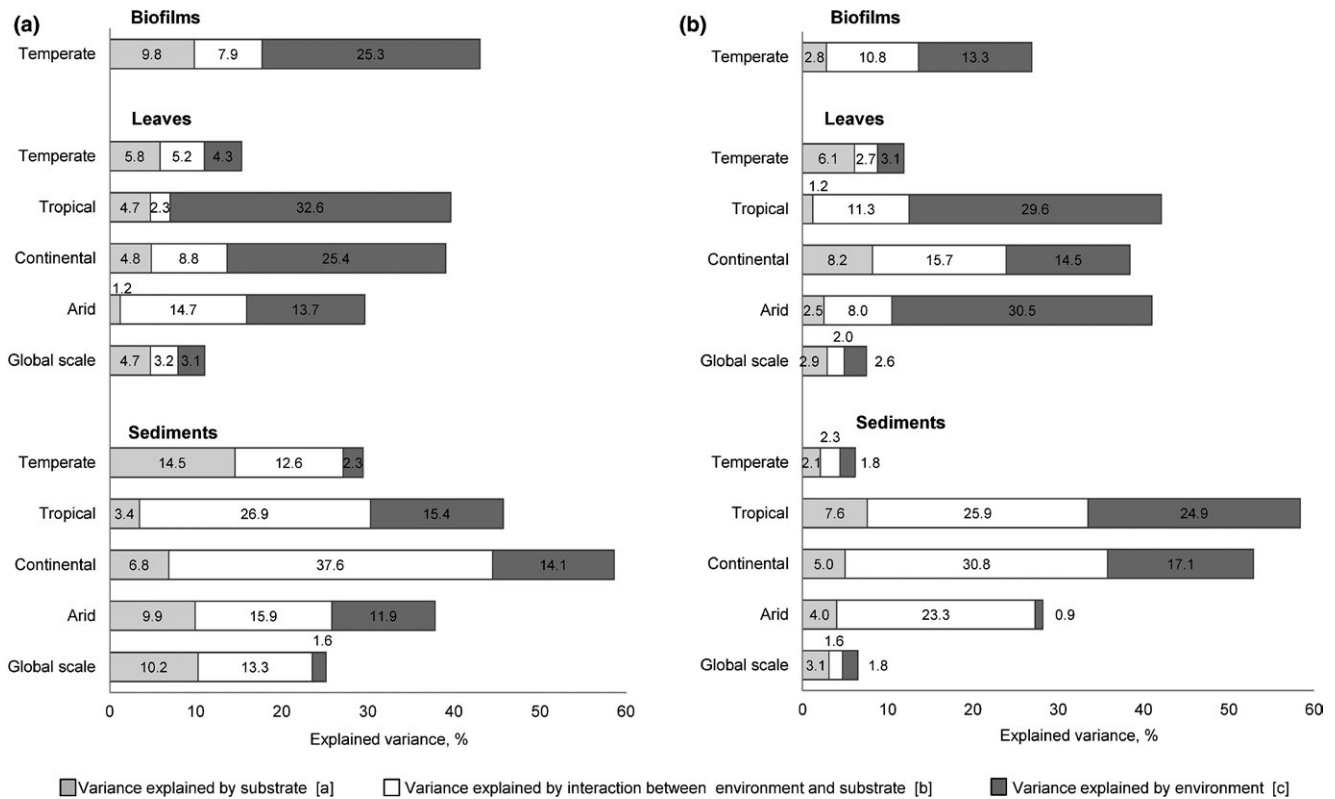 (a)
Biofilms
Temperate 9.8 7.9 25.3
Leaves
Temperate 5.8 5.2 4.3
Tropical 4.7 2.3 32.6
Continental 4.8 8.8 25.4
1.2
Arid 14.7 13.7
Global scale 4.7 3.2 3.1
Sediments
Temperate 14.5 12.6 2.3
Tropical 3.4 26.9 15.4
Continental 6.8 37.6 14.1
Arid 9.9 15.9 11.9
1.6
Global scale 10.2 13.3
0 10 20 30 40 50 60
Explained variance, %
(b)
Biofilms
Temperate 2.8 10.8 13.3
Leaves
Temperate 6.1 2.7 3.1
1.2
Tropical 11.3 29.6
Continental 8.2 15.7 14.5
Arid 2.5 8.0 30.5
2.0
Global scale 2.9 2.6
Sediments
2.3
Temperate 2.1 1.8
Tropical 7.6 25.9 24.9
Continental 5.0 30.8 17.1
Arid 4.0 23.3 0.9
1.6
Global scale 3.1 1.8
0 10 20 30 40 50 60
Explained variance, %
Variance explained by substrate [a] Variance explained by interaction between environment and substrate [b] Variance explained by environment [c]